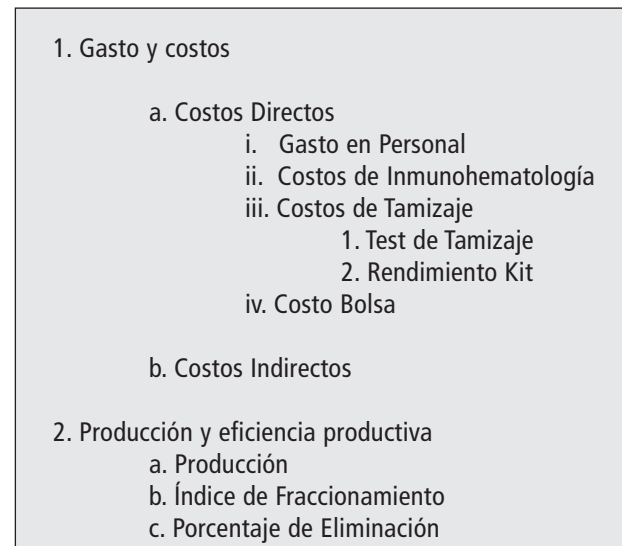 1. Gasto y costos
a. Costos Directos
i. Gasto en Personal
ii. Costos de Inmunohematología
iii. Costos de Tamizaje
1. Test de Tamizaje
2. Rendimiento Kit
iv. Costo Bolsa
b. Costos Indirectos
2. Producción y eficiencia productiva
a. Producción
b. Índice de Fraccionamiento
c. Porcentaje de Eliminación